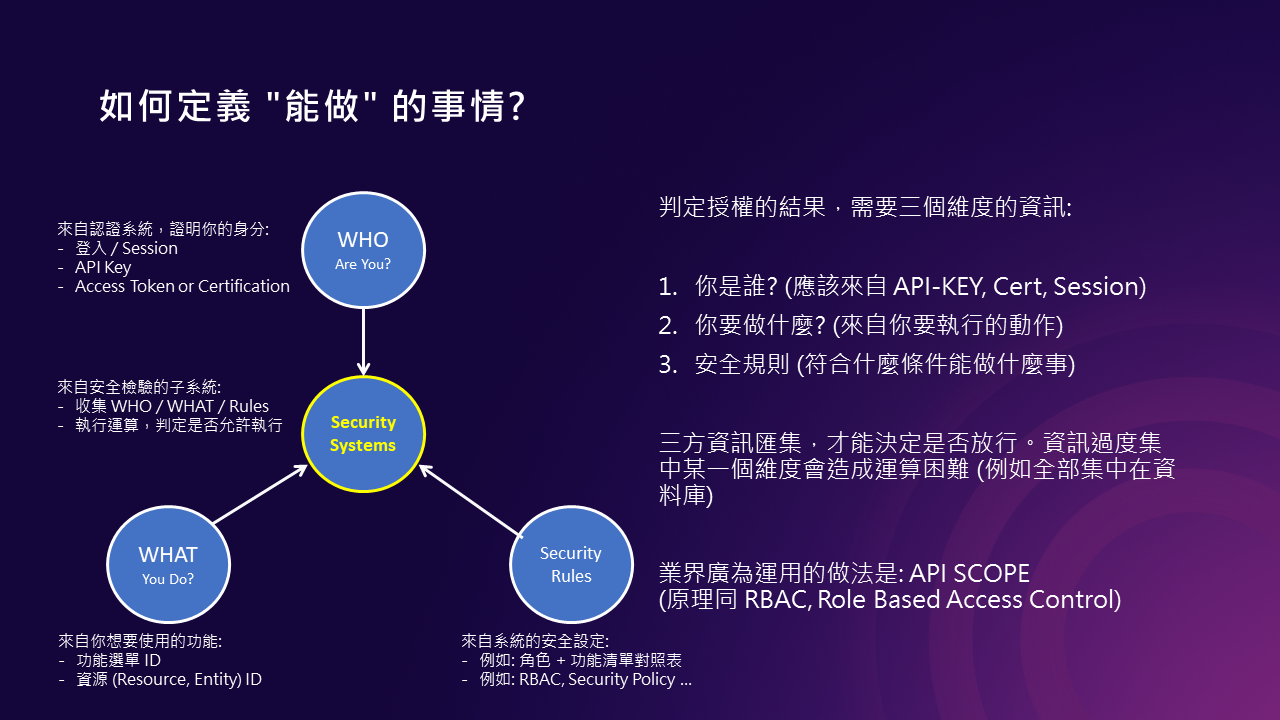 如何定義 "能做" 的事情?
來自認證系統，證明你的身分:
- 登入 / Session
- API Key
- Access Token or Certification
WHO
Are You?
來自安全檢驗的子系統:
- 收集 WHO / WHAT / Rules
- 執行運算，判定是否允許執行
Security
Systems
WHAT
You Do?
Security
Rules
來自你想要使用的功能:
- 功能選單 ID
- 資源 (Resource, Entity) ID
來自系統的安全設定:
- 例如: 角色 + 功能清單對照表
- 例如: RBAC, Security Policy ...
判定授權的結果，需要三個維度的資訊:
1. 你是誰? (應該來自 API-KEY, Cert, Session)
2. 你要做什麼? (來自你要執行的動作)
3. 安全規則 (符合什麼條件能做什麼事)
三方資訊匯集，才能決定是否放行。資訊過度集
中某一個維度會造成運算困難 (例如全部集中在資
料庫)
業界廣為運用的做法是: API SCOPE
(原理同 RBAC, Role Based Access Control)